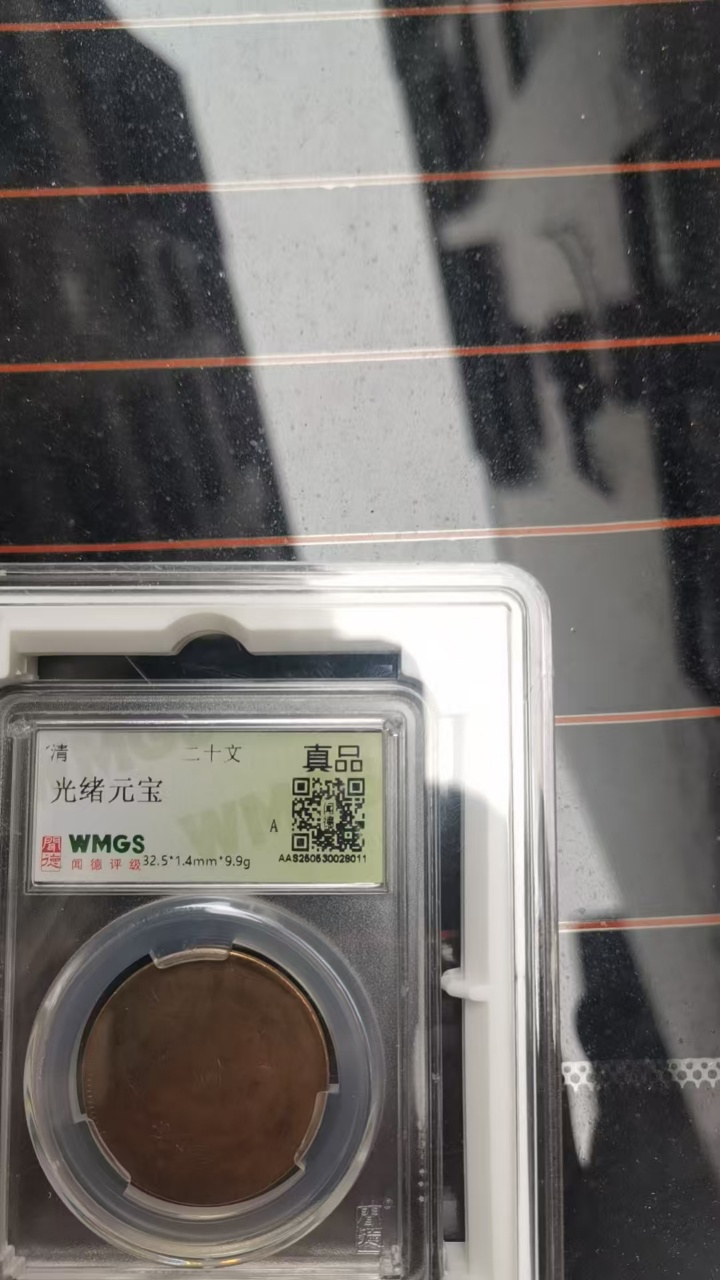 清 二十文 真品
光绪元宝
A
WMGS
闻德评级 32.5*1.4mm*9.9g
AAS250530029011